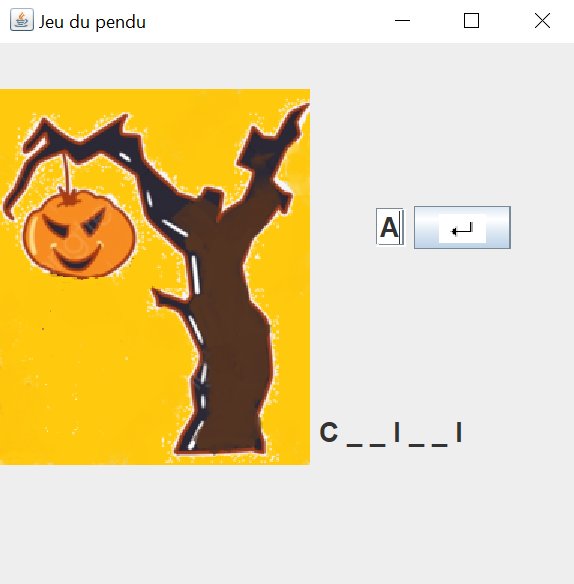 Jeu du pendu
A
C _ _ I _ _ I